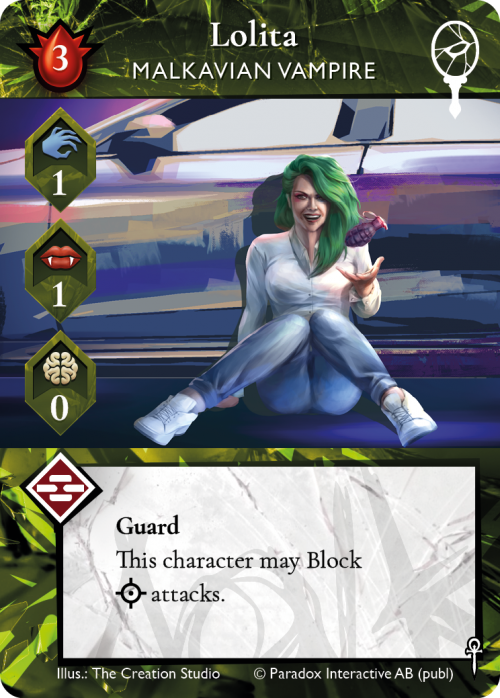 Lolita
3
MALKAVIAN VAMPIRE
1
1
0
Guard
This character may Block
attacks.
Illus.: The Creation Studio © Paradox Interactive AB (publ)